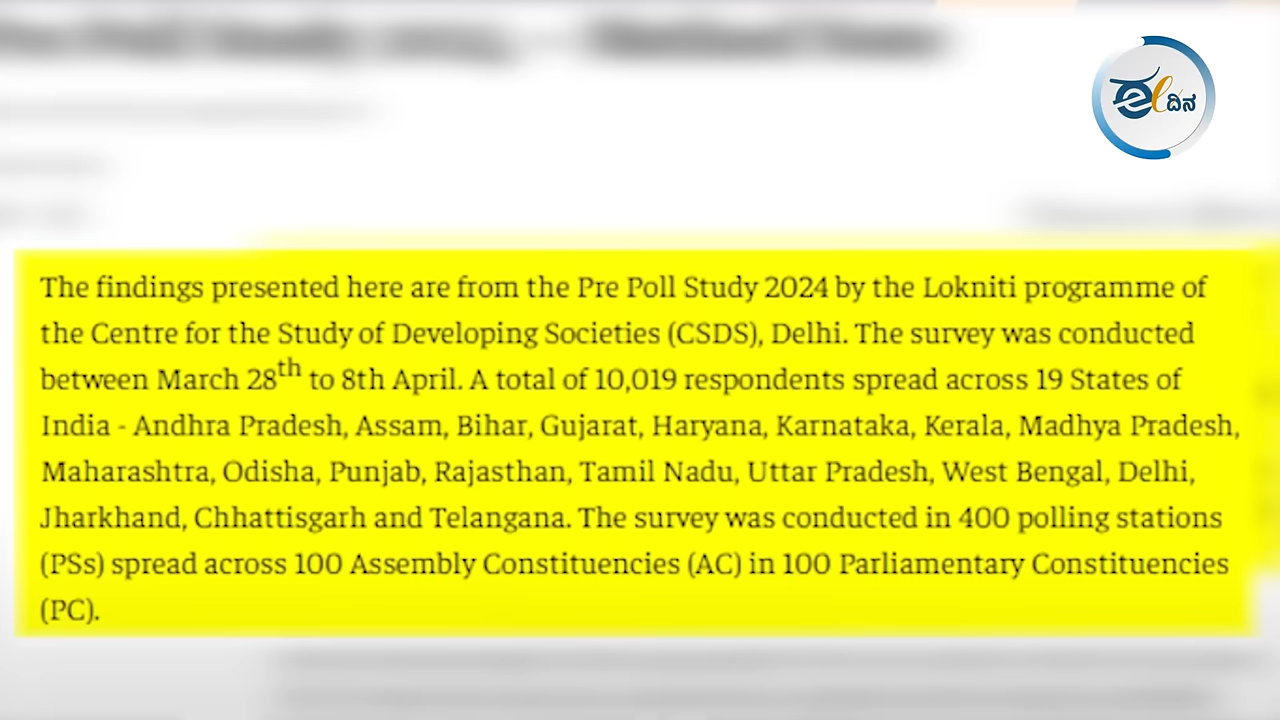 ಈ ದಿನ
The findings presented here are from the Pre Poll Study 2024 by the Lokniti programme of
the Centre for the Study of Developing Societies (CSDS), Delhi. The survey was conducted
between March 28th to 8th April. A total of 10,019 respondents spread across 19 States of
India - Andhra Pradesh, Assam, Bihar, Gujarat, Haryana, Karnataka, Kerala, Madhya Pradesh,
Maharashtra, Odisha, Punjab, Rajasthan, Tamil Nadu, Uttar Pradesh, West Bengal, Delhi,
Jharkhand, Chhattisgarh and Telangana. The survey was conducted in 400 polling stations
(PSs) spread across 100 Assembly Constituencies (AC) in 100 Parliamentary Constituencies
(PC).